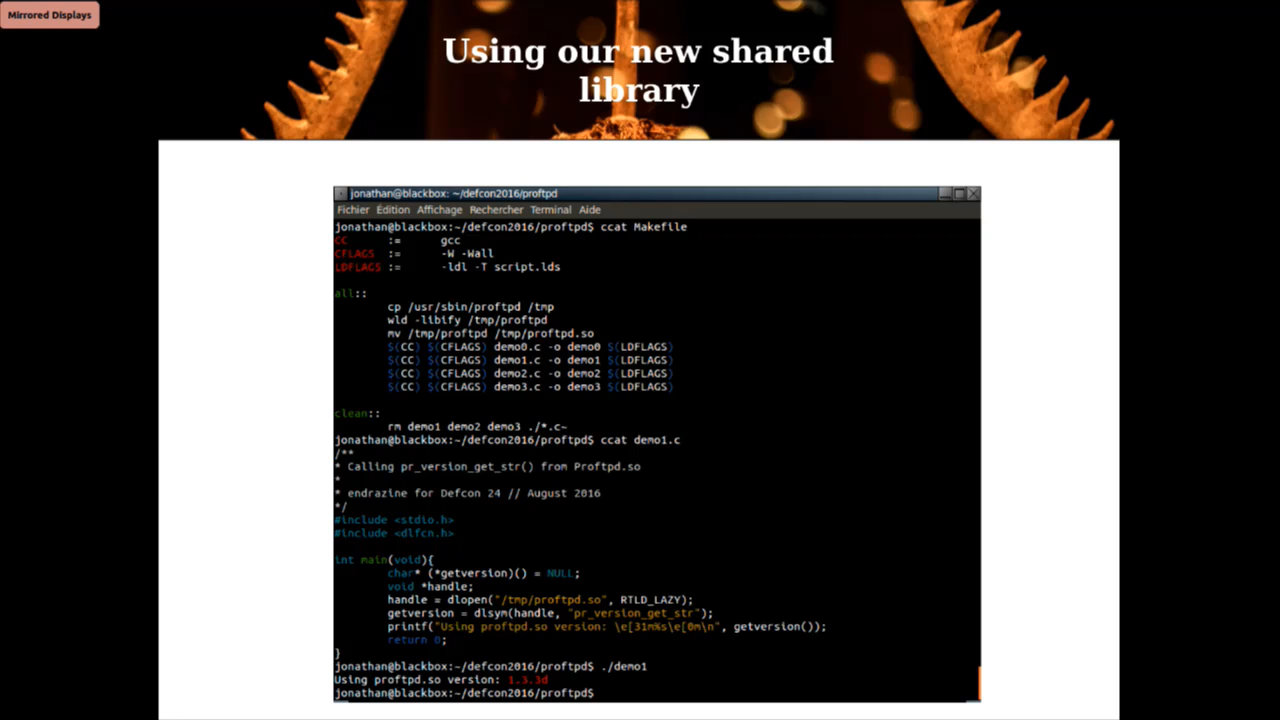 Mirrored Displays
Using our new shared
library
jonathan@blackbox: ~/defcon2016/proftpd
Fichier Édition Affichage Rechercher Terminal Aide
jonathan@blackbox:~/defcon2016/proftpd$ ccat Makefile
CC := gcc
CFLAGS := -W -Wall
LDFLAGS := -ldl -T script.lds
all::
cp /usr/sbin/proftpd /tmp
wld -libify /tmp/proftpd
mv /tmp/proftpd /tmp/proftpd.so
$(CC) $(CFLAGS) demo0.c -o demo0 $(LDFLAGS)
$(CC) $(CFLAGS) demo1.c -o demo1 $(LDFLAGS)
$(CC) $(CFLAGS) demo2.c -o demo2 $(LDFLAGS)
$(CC) $(CFLAGS) demo3.c -o demo3 $(LDFLAGS)
clean::
rm demo1 demo2 demo3 ./*.c~
jonathan@blackbox:~/defcon2016/proftpd$ ccat demo1.c
/**
* Calling pr_version_get_str() from Proftpd.so
*
* endrazine for Defcon 24 // August 2016
*/
#include <stdio.h>
#include <dlfcn.h>
int main(void){
char* (*getversion)() = NULL;
void *handle;
handle = dlopen("/tmp/proftpd.so", RTLD_LAZY);
getversion = dlsym(handle, "pr_version_get_str");
printf("Using proftpd.so version: \e[31m%s\e[0m\n", getversion());
return 0;
}
jonathan@blackbox:~/defcon2016/proftpd$ ./demo1
Using proftpd.so version: 1.3.3d
jonathan@blackbox:~/defcon2016/proftpd$